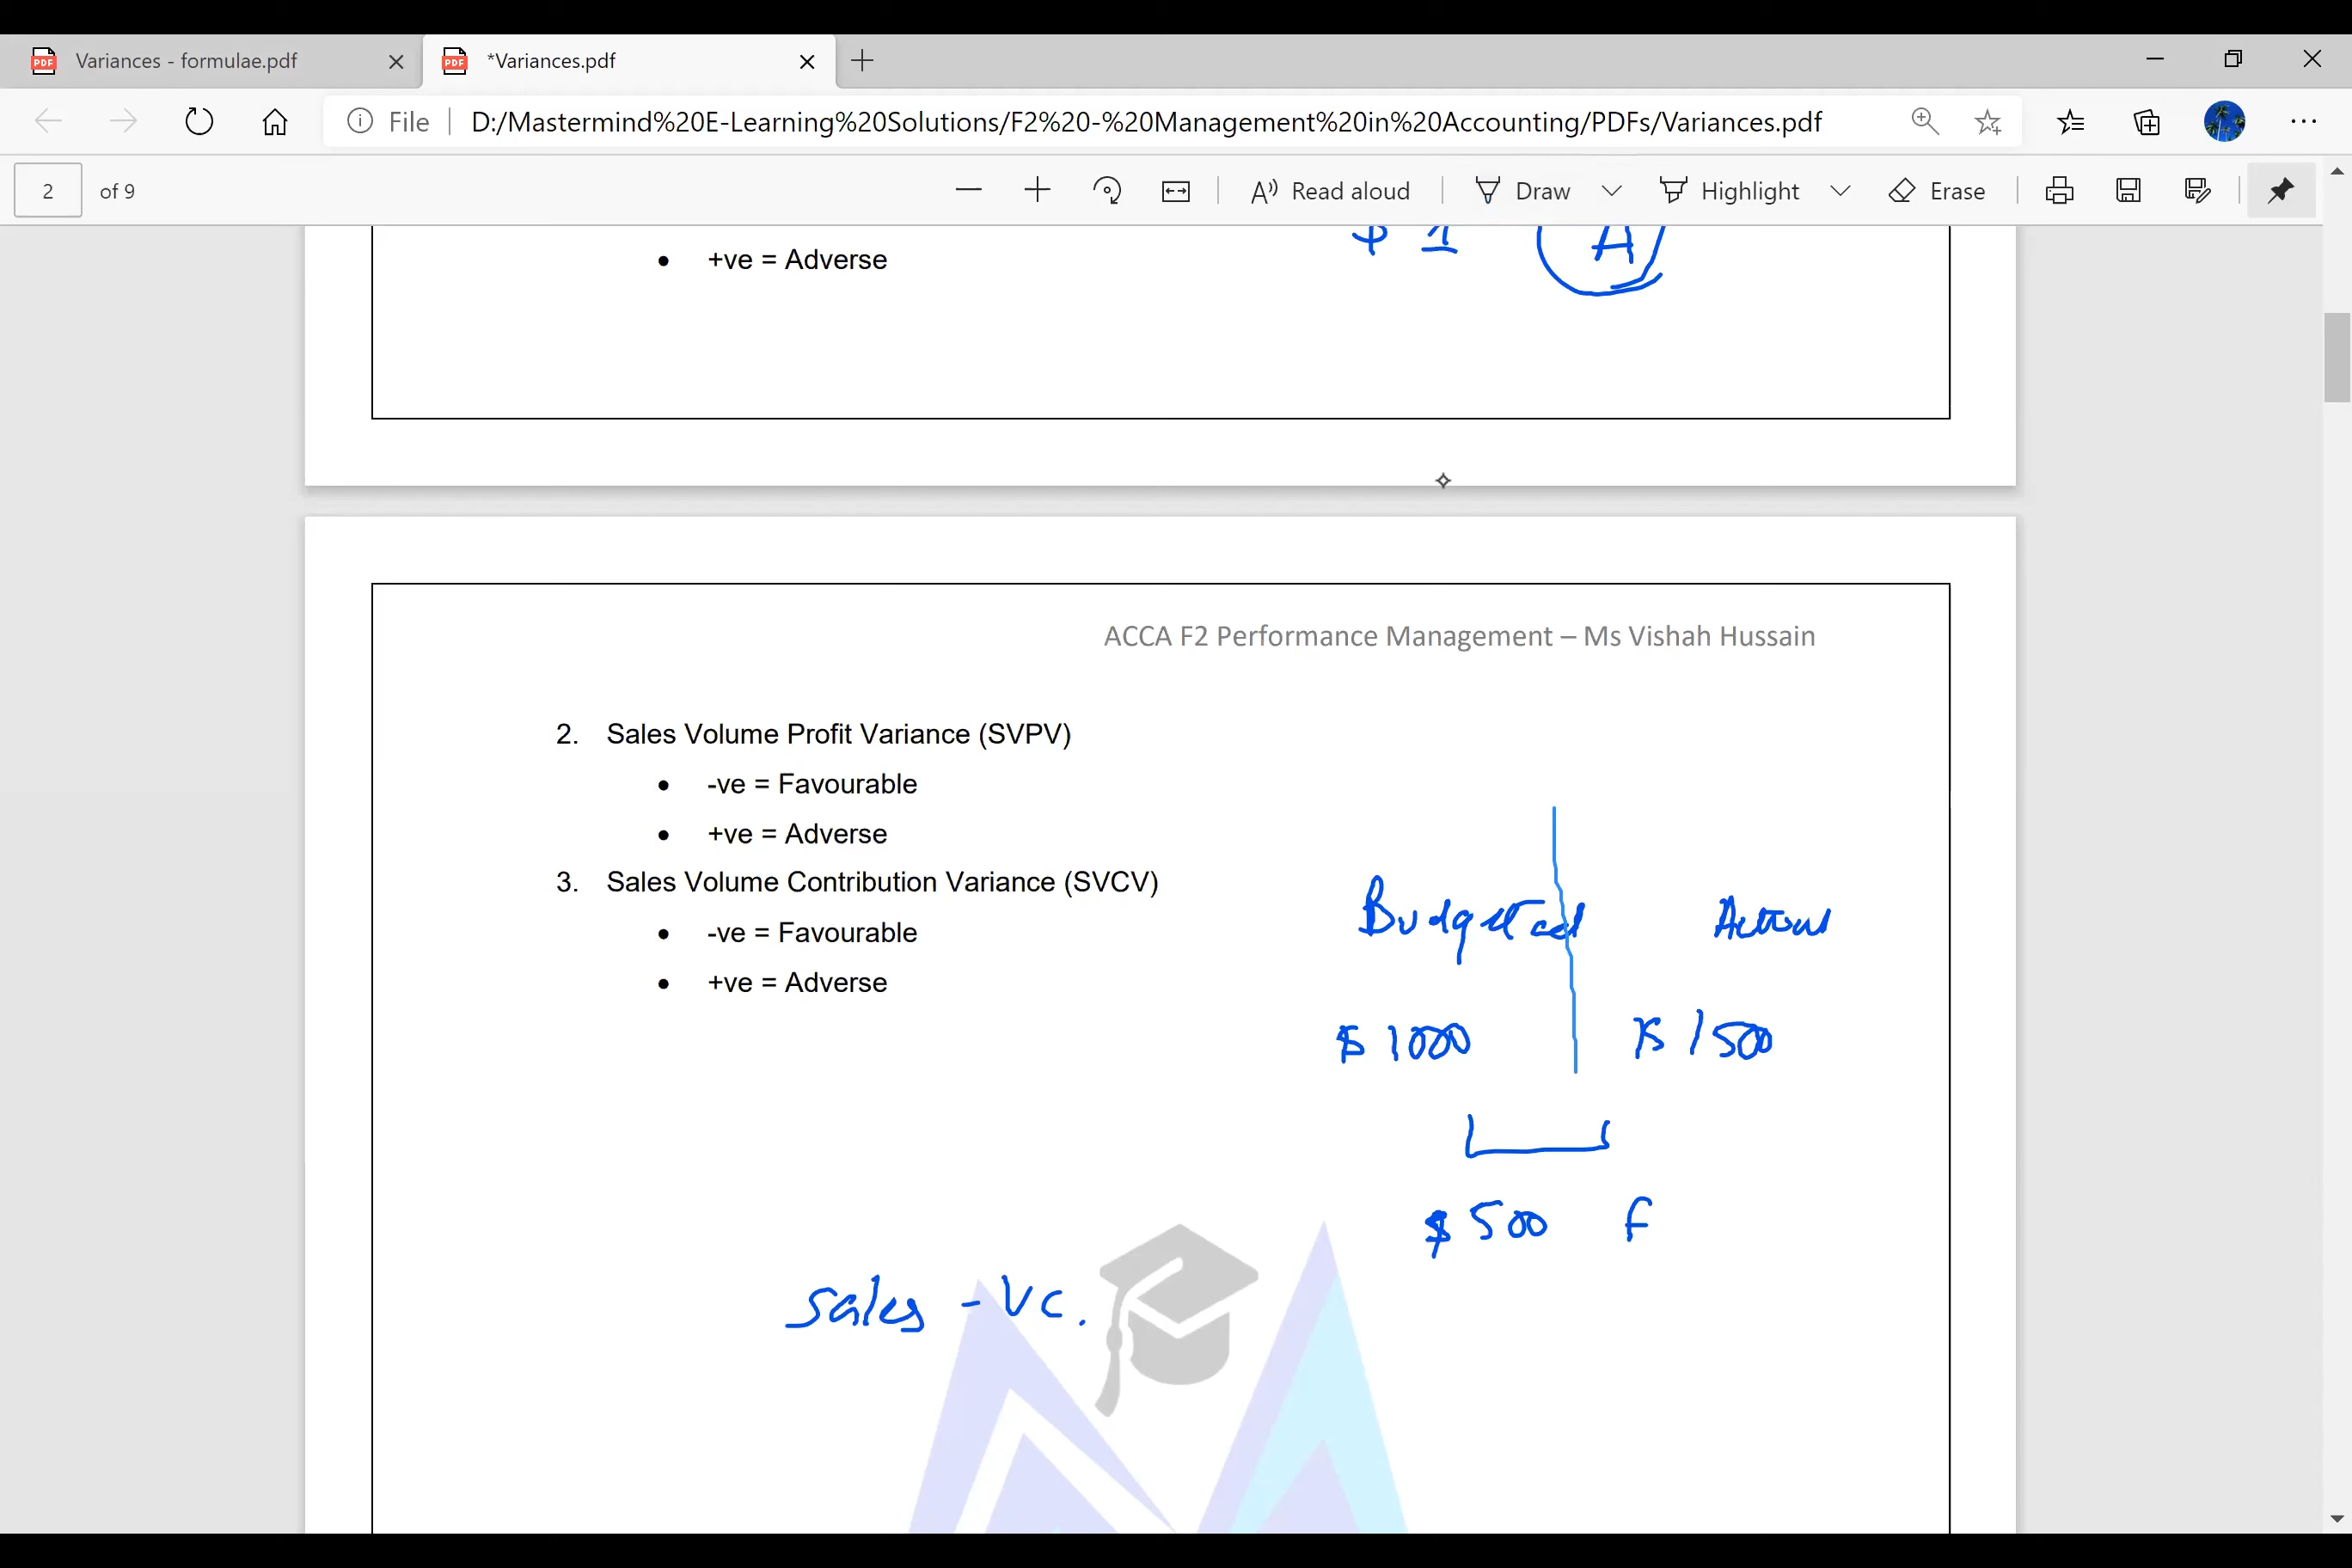 Variances - formulae.pdf
*Variances.pdf
File
D:/Mastermind%20E-Learning%20Solutions/F2%20-%20Management%20in%20Accounting/PDFs/Variances.pdf
2 of 9
Read aloud
Draw
Highlight
Erase
+ve = Adverse
$ 1 A
ACCA F2 Performance Management – Ms Vishah Hussain
2. Sales Volume Profit Variance (SVPV)
-ve = Favourable
+ve = Adverse
3. Sales Volume Contribution Variance (SVCV)
-ve = Favourable
+ve = Adverse
Budgeted Actual
$ 1000 $ 1500
$ 500 F
Sales - VC.